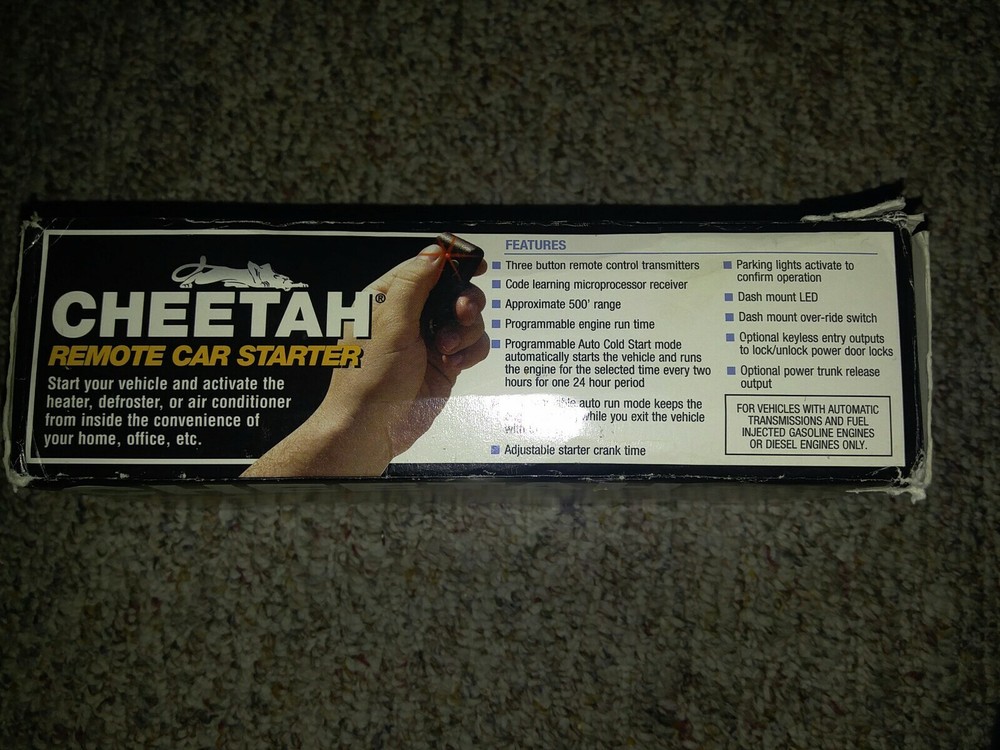 CHEETAH®
REMOTE CAR STARTER
Start your vehicle and activate the
heater, defroster, or air conditioner
from inside the convenience of
your home, office, etc.
FEATURES
Three button remote control transmitters
Code learning microprocessor receiver
Approximate 500' range
Programmable engine run time
Programmable Auto Cold Start mode
automatically starts the vehicle and runs
the engine for the selected time every two
hours for one 24 hour period
auto run mode keeps the
while you exit the vehicle
with
Adjustable starter crank time
Parking lights activate to
confirm operation
Dash mount LED
Dash mount over-ride switch
Optional keyless entry outputs
to lock/unlock power door locks
Optional power trunk release
output
FOR VEHICLES WITH AUTOMATIC
TRANSMISSIONS AND FUEL
INJECTED GASOLINE ENGINES
OR DIESEL ENGINES ONLY.